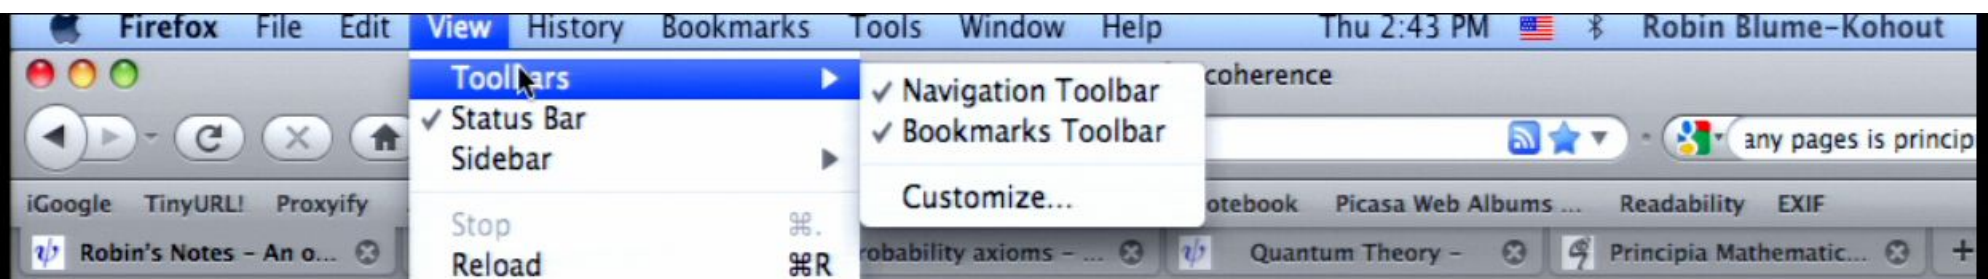 Firefox File Edit View History Bookmarks Tools Window Help Thu 2:43 PM Robin Blume-Kohout
Toolbars coherence
Navigation Toolbar
Status Bar
Bookmarks Toolbar
any pages is princip
Sidebar
Customize...
iGoogle TinyURL! Proxyify otebook Picasa Web Albums ... Readability EXIF
Stop ⌘.
Robin's Notes – An o... robability axioms – ... Quantum Theory – Principia Mathematic... +
Reload ⌘R